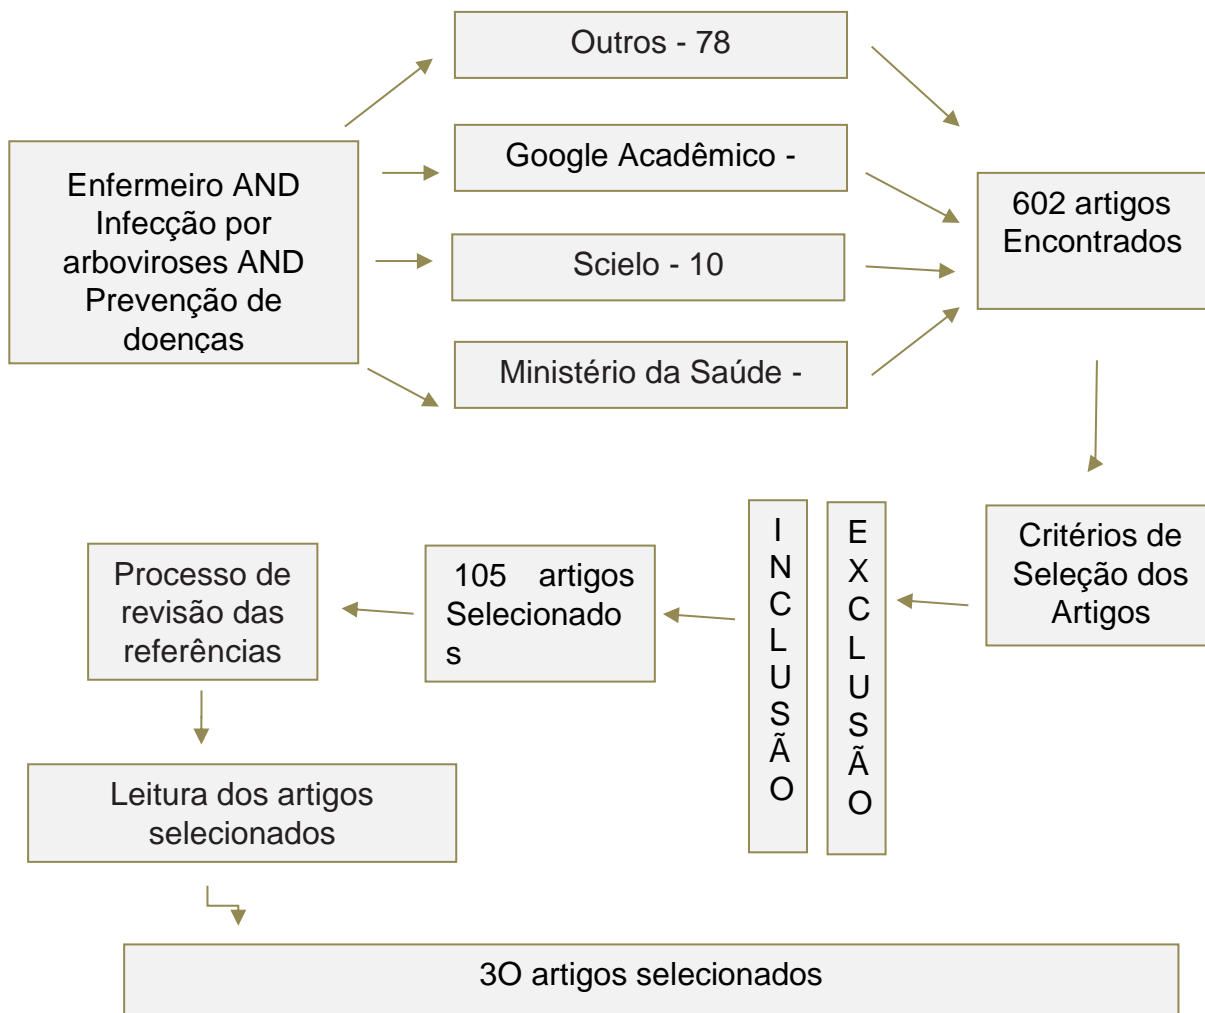 Outros - 78
Google Acadêmico -
Scielo - 10
Ministério da Saúde -
Enfermeiro AND
Infecção por
arboviroses AND
Prevenção de
doenças
602 artigos
Encontrados
Critérios de
Seleção dos
Artigos
E
X
C
L
U
S
Ã
O
I
N
C
L
U
S
Ã
O
105 artigos
Selecionado
s
Processo de
revisão das
referências
Leitura dos artigos
selecionados
3O artigos selecionados